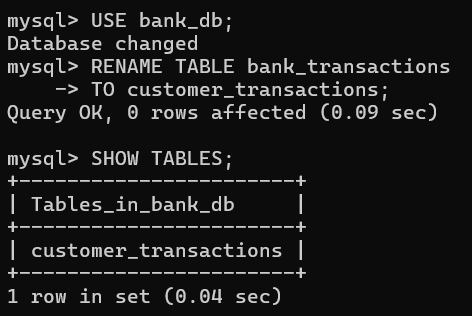 mysql> USE bank_db;
Database changed
mysql> RENAME TABLE bank_transactions
    -> TO customer_transactions;
Query OK, 0 rows affected (0.09 sec)

mysql> SHOW TABLES;
+-----------------------+
| Tables_in_bank_db     |
+-----------------------+
| customer_transactions |
+-----------------------+
1 row in set (0.04 sec)